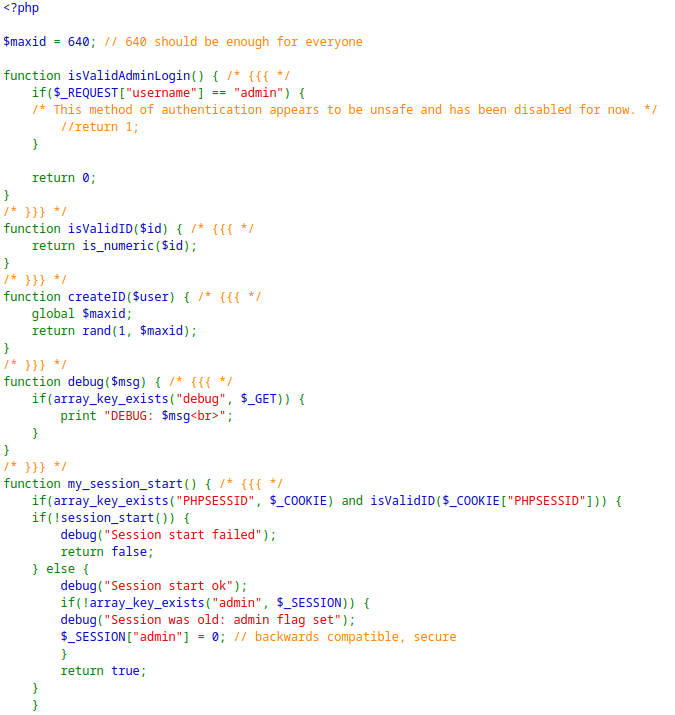 <?php

$maxid = 640; // 640 should be enough for everyone

function isValidAdminLogin() { /* {{{ */
    if($_REQUEST["username"] == "admin") {
    /* This method of authentication appears to be unsafe and has been disabled for now. */
        //return 1;
    }

    return 0;
}
/* }}} */
function isValidID($id) { /* {{{ */
    return is_numeric($id);
}
/* }}} */
function createID($user) { /* {{{ */
    global $maxid;
    return rand(1, $maxid);
}
/* }}} */
function debug($msg) { /* {{{ */
    if(array_key_exists("debug", $_GET)) {
        print "DEBUG: $msg<br>";
    }
}
/* }}} */
function my_session_start() { /* {{{ */
    if(array_key_exists("PHPSESSID", $_COOKIE) and isValidID($_COOKIE["PHPSESSID"])) {
    if(!session_start()) {
        debug("Session start failed");
        return false;
    } else {
        debug("Session start ok");
        if(!array_key_exists("admin", $_SESSION)) {
        debug("Session was old: admin flag set");
        $_SESSION["admin"] = 0; // backwards compatible, secure
        }
        return true;
    }
    }